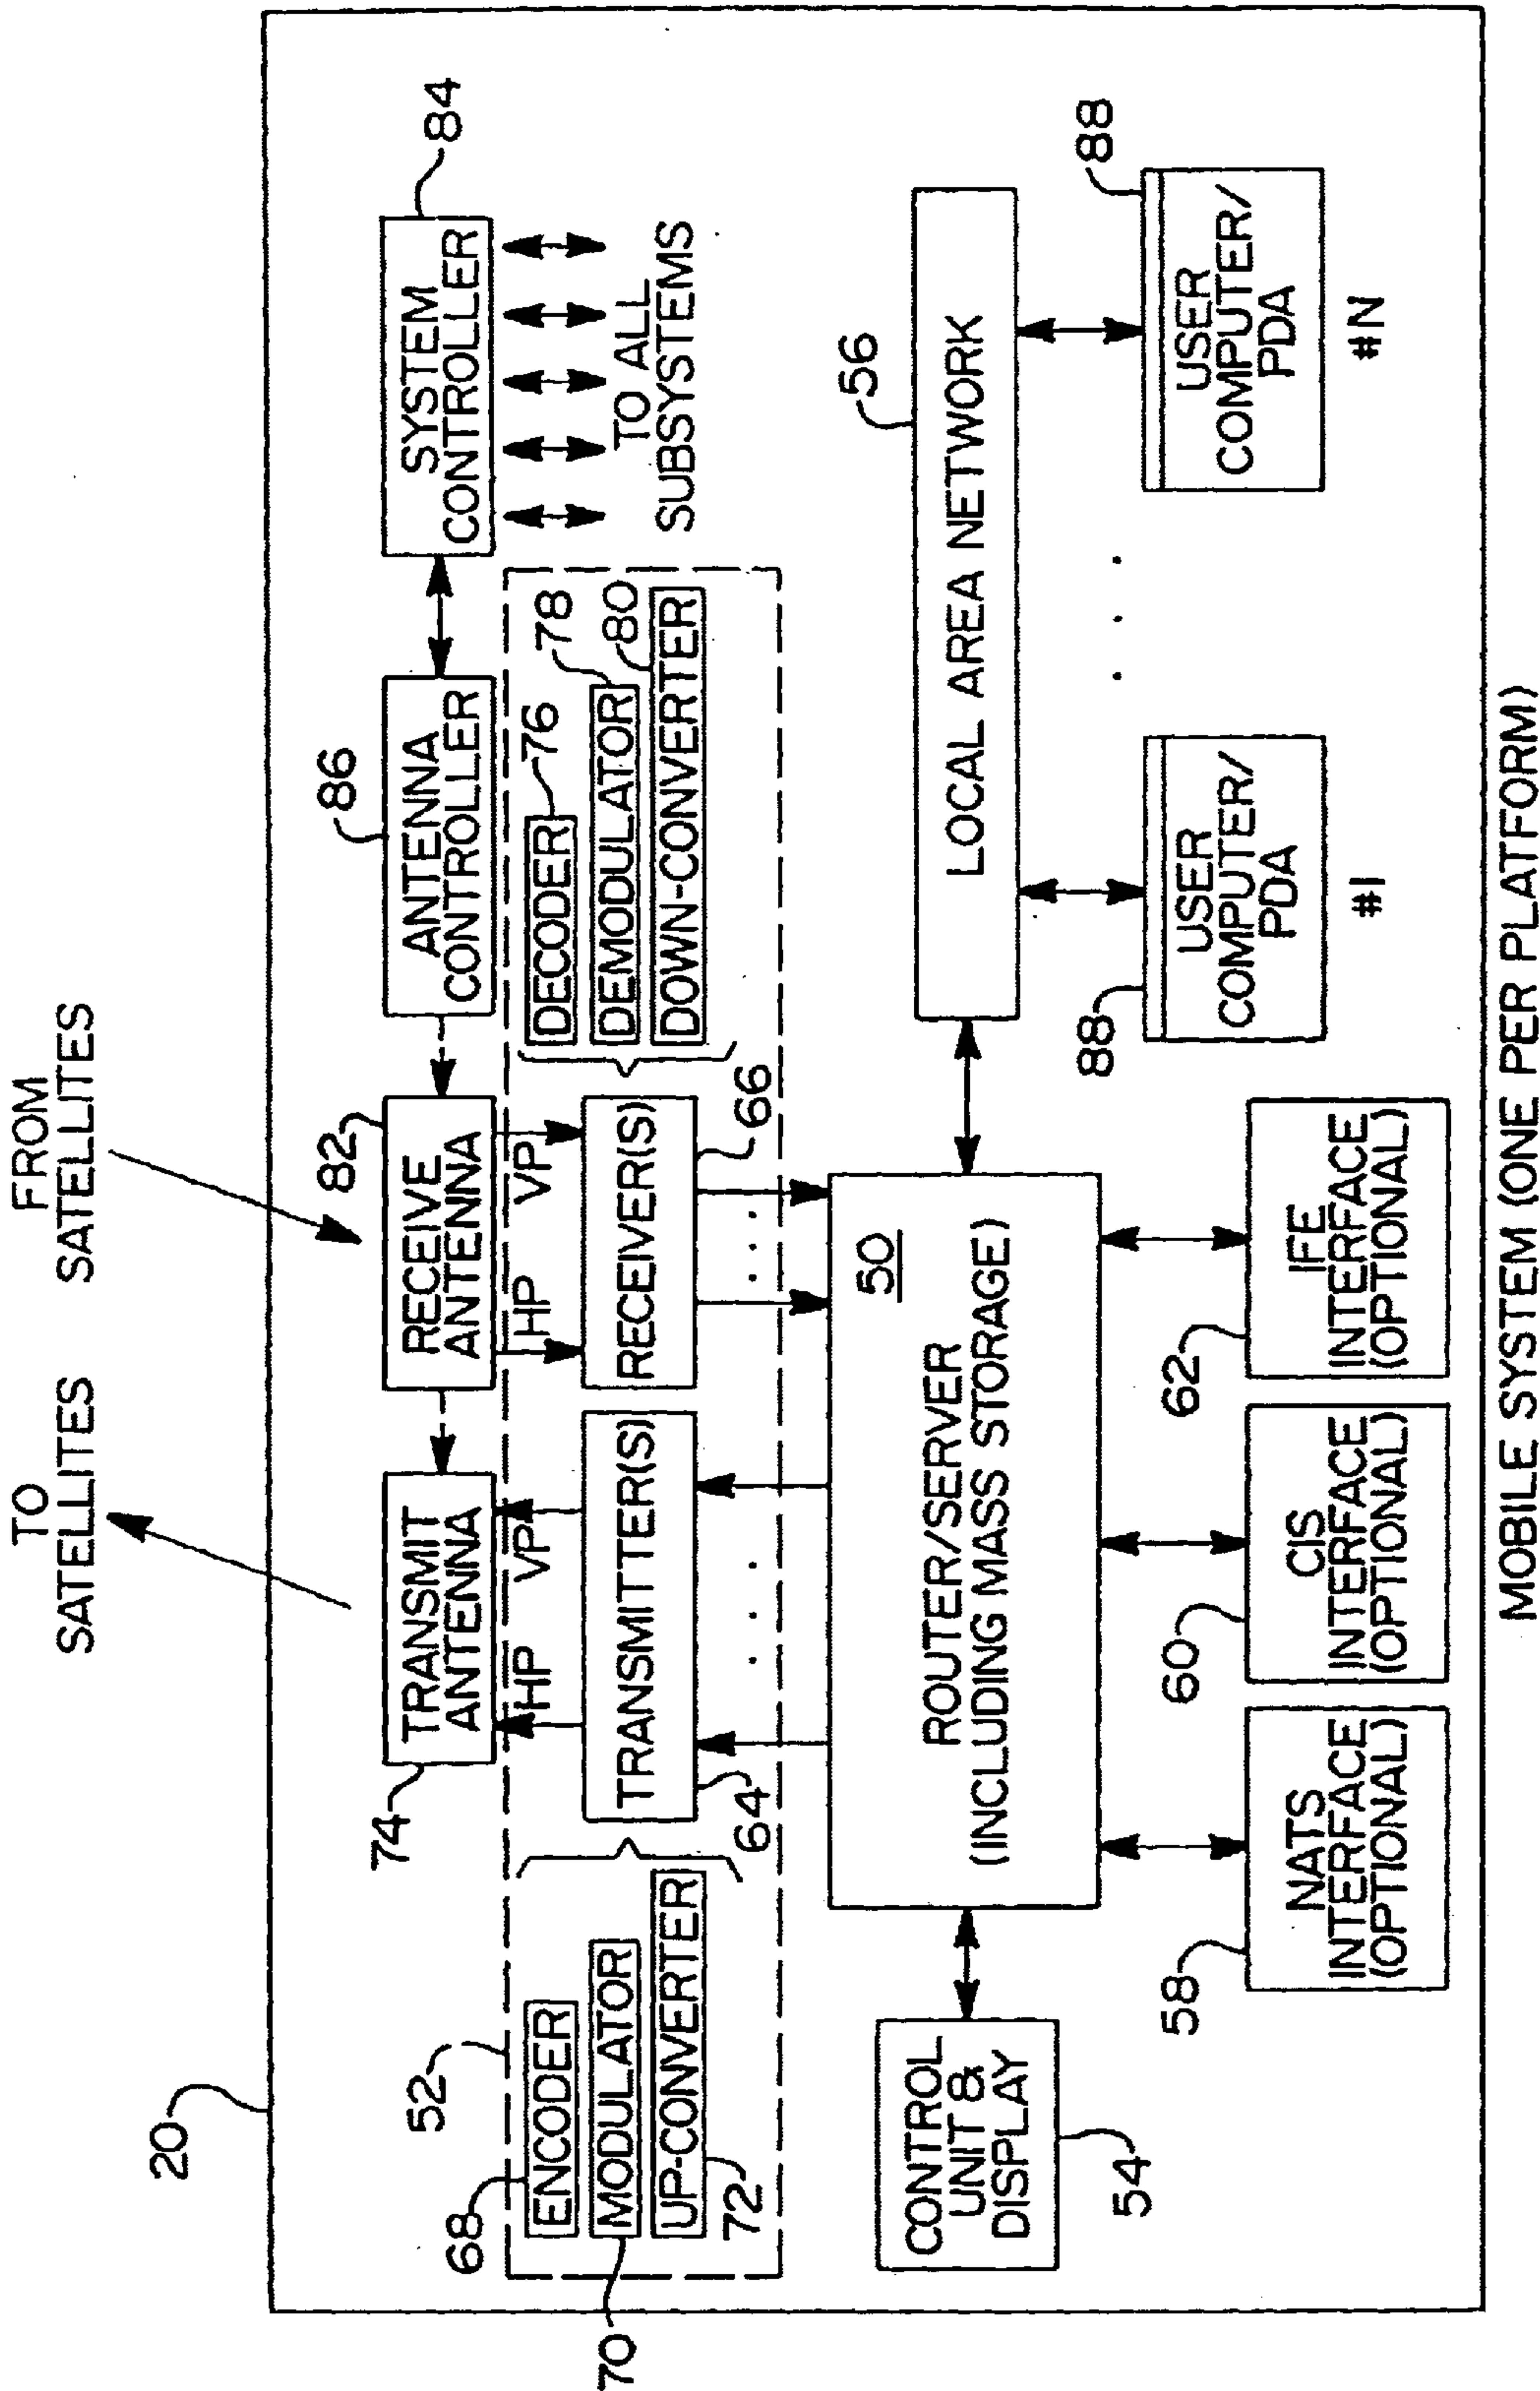 TO
SATELLITES
FROM
SATELLITES
20
74
TRANSMIT
ANTENNA
82
RECEIVE
ANTENNA
86
ANTENNA
CONTROLLER
SYSTEM
CONTROLLER
84
TO ALL
SUBSYSTEMS
52
68
ENCODER
70
MODULATOR
UP-CONVERTER
72
HP
VP
TRANSMITTER(S)
64
HP
VP
RECEIVER(S)
66
DECODER
76
DEMODULATOR
78
DOWN-CONVERTER
80
CONTROL
UNIT &
DISPLAY
54
50
ROUTER/SERVER
(INCLUDING MASS STORAGE)
LOCAL AREA NETWORK
56
58
NATS
INTERFACE
(OPTIONAL)
60
CIS
INTERFACE
(OPTIONAL)
62
IFE
INTERFACE
(OPTIONAL)
88
USER
COMPUTER/
PDA
#1
88
USER
COMPUTER/
PDA
#N
MOBILE SYSTEM (ONE PER PLATFORM)